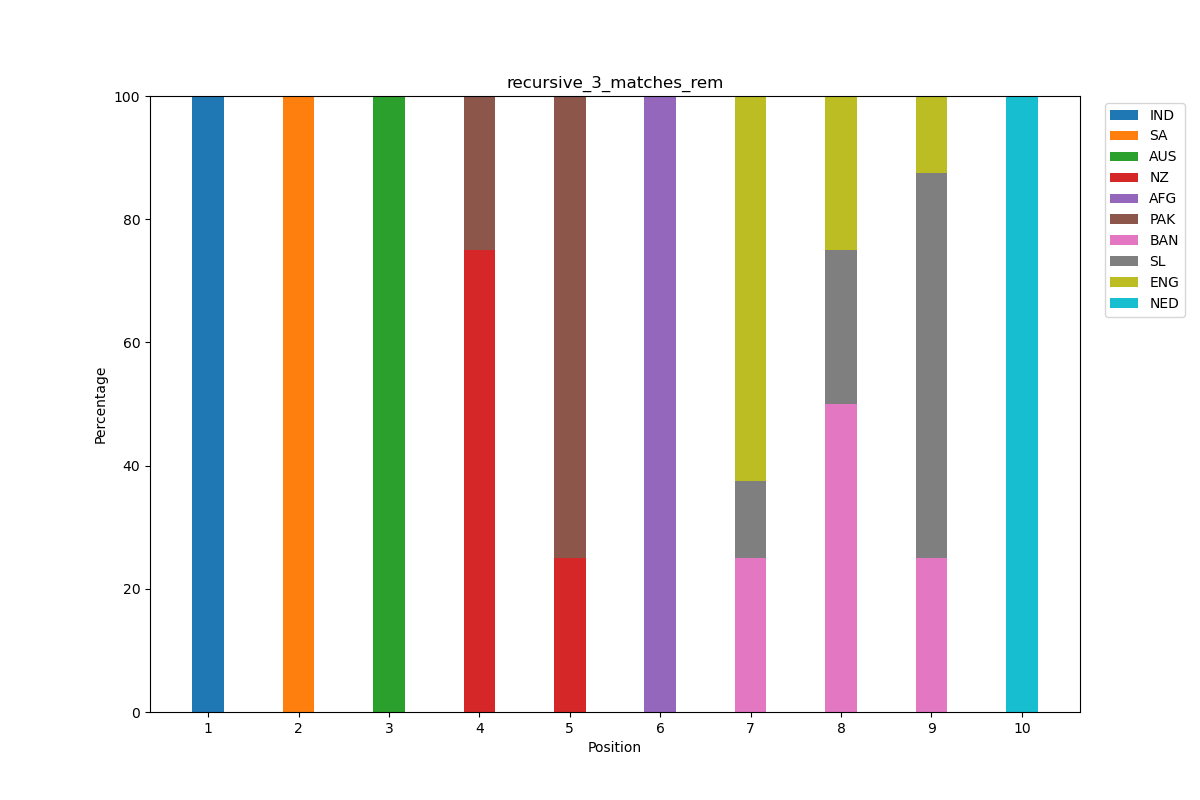 recursive_3_matches_rem
100
80
60
40
20
0
Percentage
1 2 3 4 5 6 7 8 9 10
Position
IND
SA
AUS
NZ
AFG
PAK
BAN
SL
ENG
NED